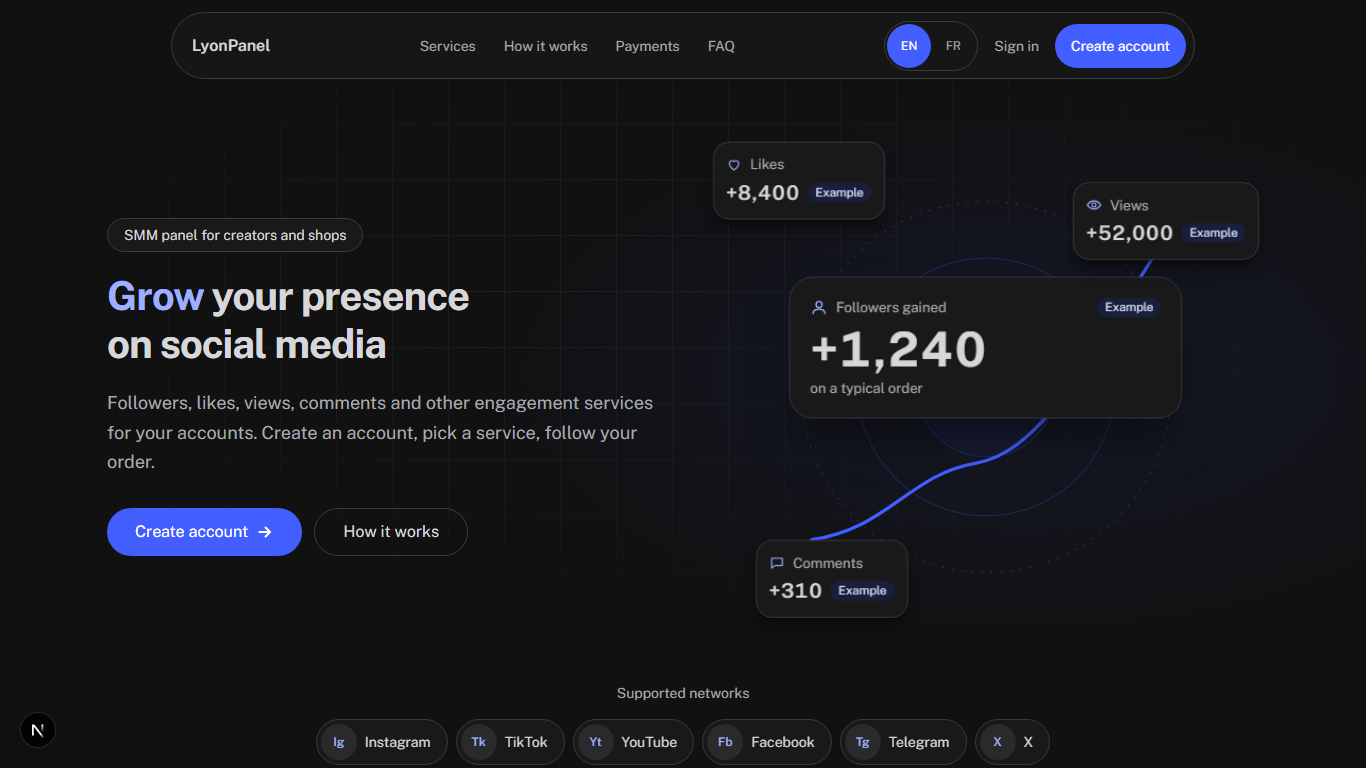 LyonPanel
Services
How it works
Payments
FAQ
EN
FR
Sign in
Create account
Likes
+8,400 Example
Views
+52,000 Example
SMM panel for creators and shops
Grow your presence
on social media
Followers gained Example
+1,240
on a typical order
Followers, likes, views, comments and other engagement services
for your accounts. Create an account, pick a service, follow your
order.
Create account →
How it works
Comments
+310 Example
Supported networks
N
Ig Instagram
Tk TikTok
Yt YouTube
Fb Facebook
Tg Telegram
X X